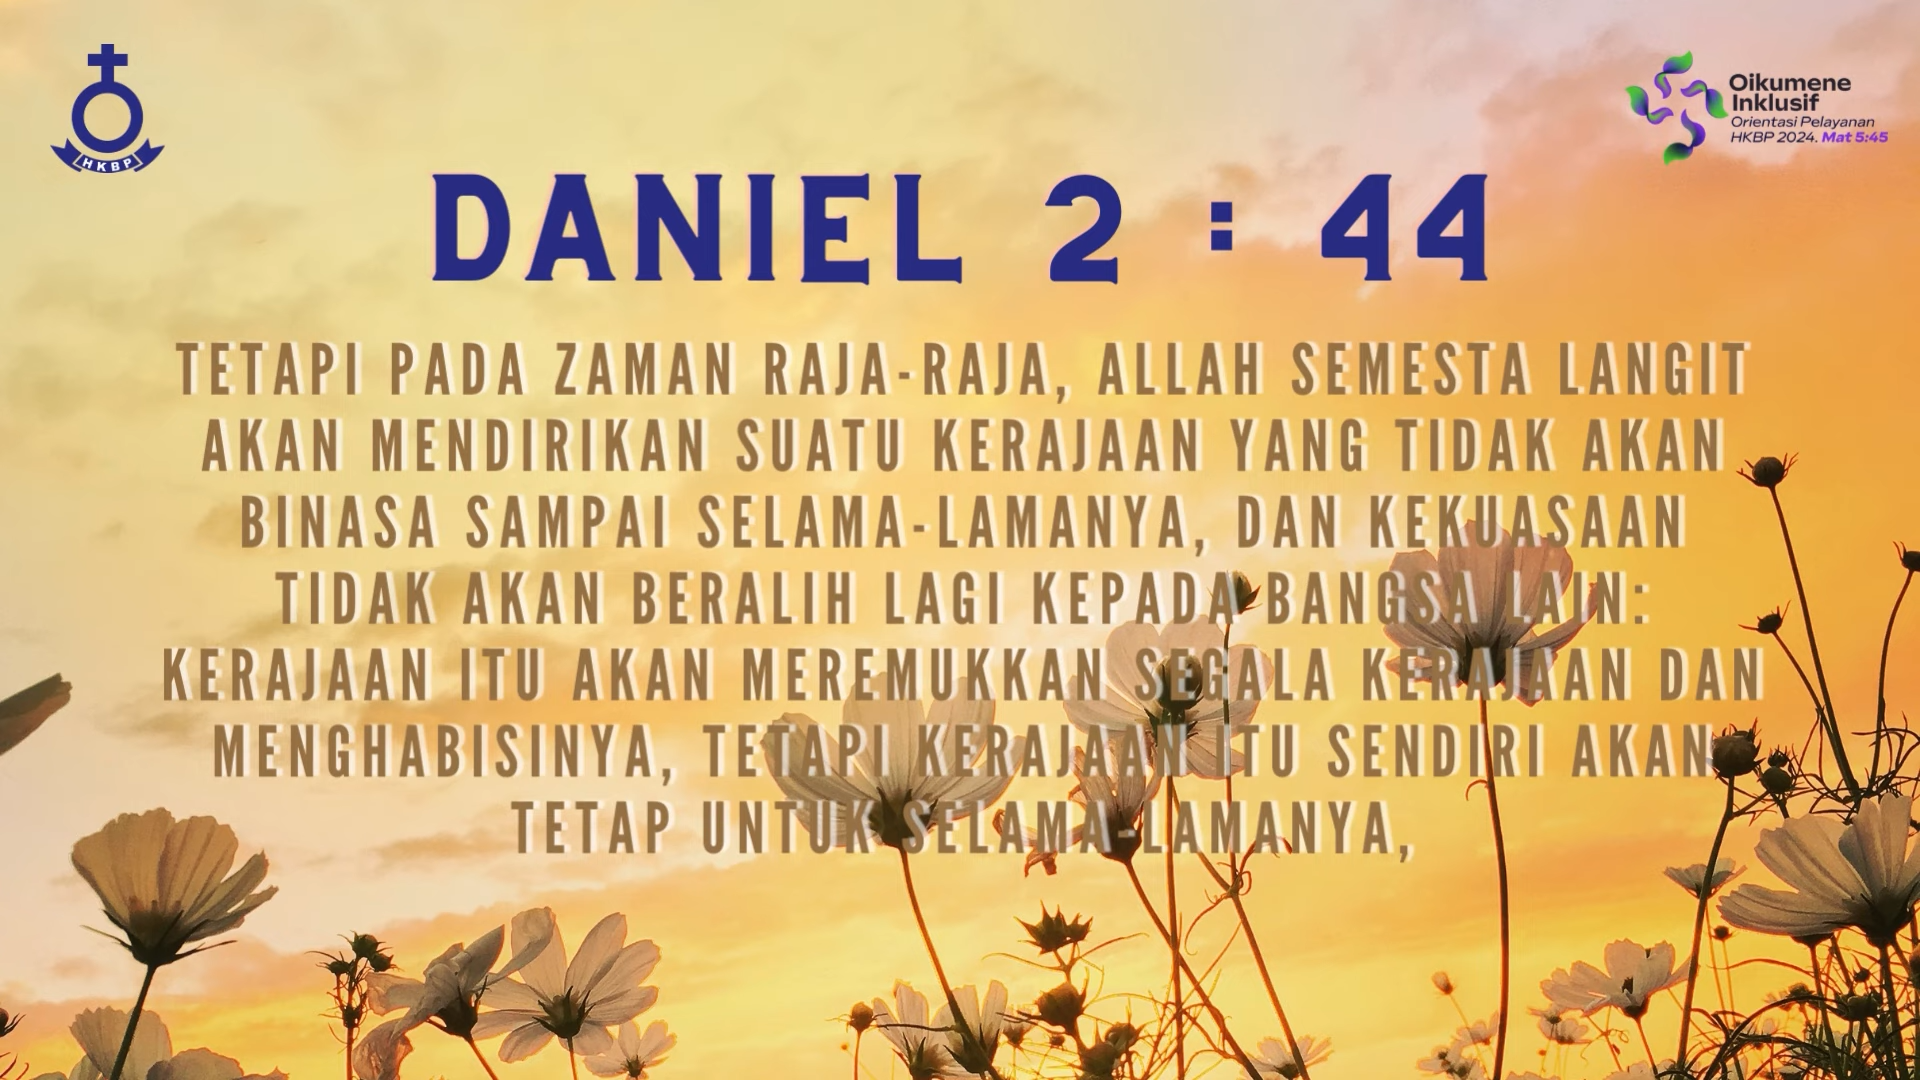 HKBP
Oikumene
Inklusif
Orientasi Pelayanan
HKBP 2024. Mat 5:45
DANIEL 2 : 44
TETAPI PADA ZAMAN RAJA-RAJA, ALLAH SEMESTA LANGIT
AKAN MENDIRIKAN SUATU KERAJAAN YANG TIDAK AKAN
BINASA SAMPAI SELAMA-LAMANYA, DAN KEKUASAAN
TIDAK AKAN BERALIH LAGI KEPADA BANGSA LAIN:
KERAJAAN ITU AKAN MEREMUKKAN SEGALA KERAJAAN DAN
MENGHABISINYA, TETAPI KERAJAAN ITU SENDIRI AKAN
TETAP UNTUK SELAMA-LAMANYA,